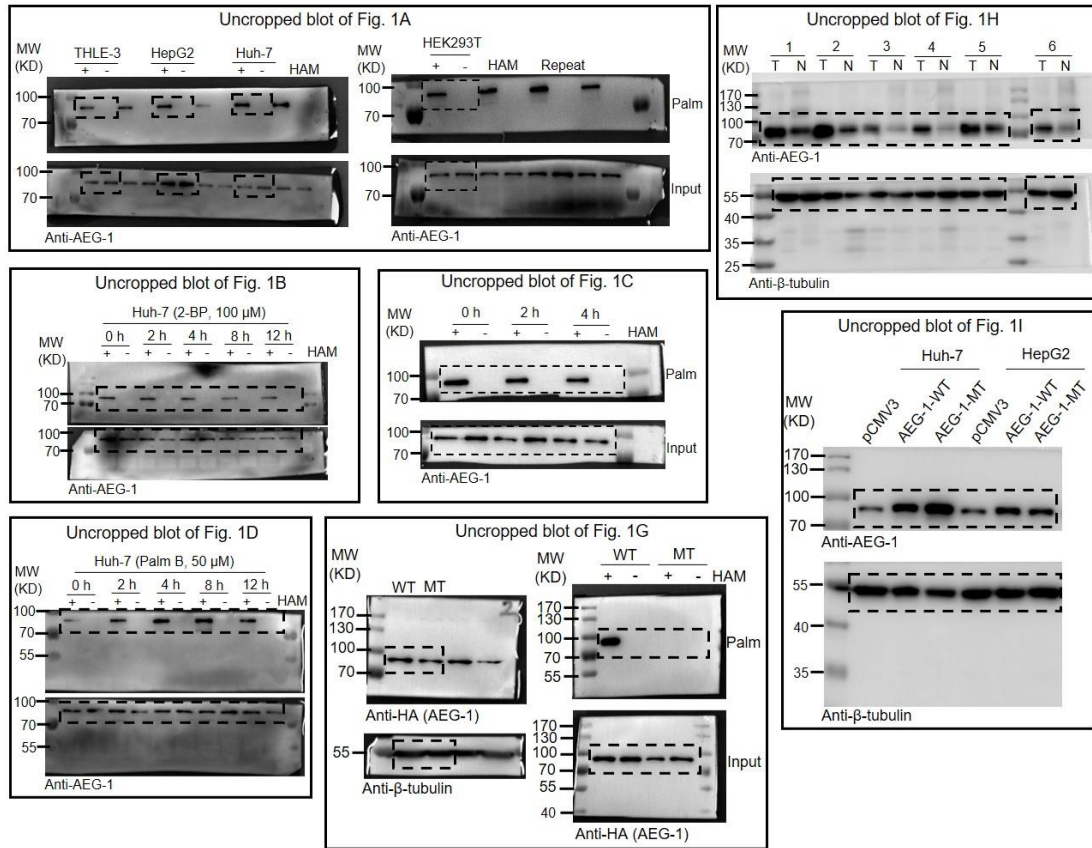 Uncropped blot of Fig. 1A
MW
(KD)
THLE-3 HepG2 Huh-7
+ - + - + - HAM
100
70
100
70
Anti-AEG-1
HEK293T
+ - HAM Repeat
100
70
Palm
100
70
Input
Anti-AEG-1
Uncropped blot of Fig. 1H
MW
(KD)
1 2 3 4 5 6
T N T N T N T N T N T N
170
130
100
70
Anti-AEG-1
55
40
35
25
Anti-β-tubulin
Uncropped blot of Fig. 1B
Huh-7 (2-BP, 100 μM)
MW
(KD)
0 h 2 h 4 h 8 h 12 h
+ - + - + - + - + - HAM
100
70
100
70
Anti-AEG-1
Uncropped blot of Fig. 1C
MW
(KD)
0 h 2 h 4 h
+ - + - + - HAM
100
70
Palm
100
70
Input
Anti-AEG-1
Uncropped blot of Fig. 1I
Huh-7 HepG2
MW
(KD)
pCMV3 AEG-1-WT AEG-1-MT pCMV3 AEG-1-WT AEG-1-MT
170
130
100
70
Anti-AEG-1
55
40
35
Anti-β-tubulin
Uncropped blot of Fig. 1D
Huh-7 (Palm B, 50 μM)
MW
(KD)
0 h 2 h 4 h 8 h 12 h
+ - + - + - + - + - HAM
100
70
55
100
70
55
Anti-AEG-1
Uncropped blot of Fig. 1G
MW
(KD)
WT MT
2
170
130
100
70
Anti-HA (AEG-1)
55
Anti-β-tubulin
MW
(KD)
WT MT
+ - + - HAM
170
130
100
70
55
Palm
170
130
100
70
55
40
Input
Anti-HA (AEG-1)